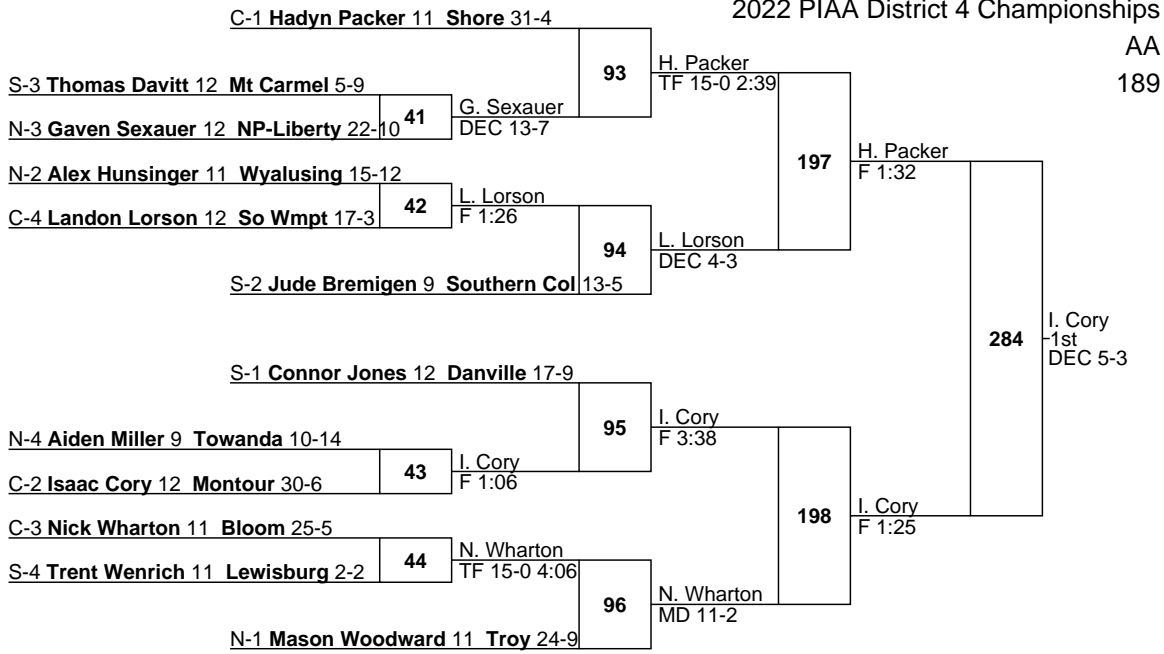 2022 PIAA District 4 Championships
AA
189
C-1 Hadyn Packer 11 Shore 31-4
93
H. Packer
TF 15-0 2:39
S-3 Thomas Davitt 12 Mt Carmel 5-9
41
G. Sexauer
DEC 13-7
N-3 Gaven Sexauer 12 NP-Liberty 22-10
197
H. Packer
F 1:32
N-2 Alex Hunsinger 11 Wyalusing 15-12
42
L. Lorson
F 1:26
C-4 Landon Lorson 12 So Wmpt 17-3
94
L. Lorson
DEC 4-3
S-2 Jude Bremigen 9 Southern Col 13-5
284
I. Cory
1st
DEC 5-3
S-1 Connor Jones 12 Danville 17-9
95
I. Cory
F 3:38
N-4 Aiden Miller 9 Towanda 10-14
43
I. Cory
F 1:06
C-2 Isaac Cory 12 Montour 30-6
198
I. Cory
F 1:25
C-3 Nick Wharton 11 Bloom 25-5
44
N. Wharton
TF 15-0 4:06
S-4 Trent Wenrich 11 Lewisburg 2-2
96
N. Wharton
MD 11-2
N-1 Mason Woodward 11 Troy 24-9